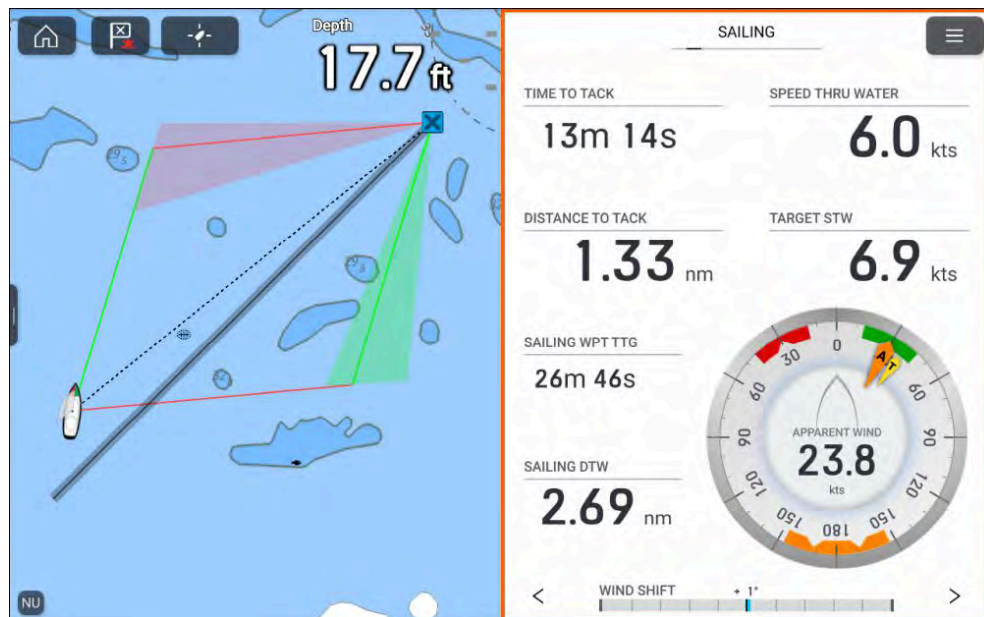 Depth
17.7 ft
NU
SAILING
TIME TO TACK
13m 14s
SPEED THRU WATER
6.0 kts
DISTANCE TO TACK
1.33 nm
TARGET STW
6.9 kts
SAILING WPT TTG
26m 46s
SAILING DTW
2.69 nm
0
30
60
60
90
90
120
120
150
150
180
A
T
APPARENT WIND
23.8
kts
WIND SHIFT
+ 1°